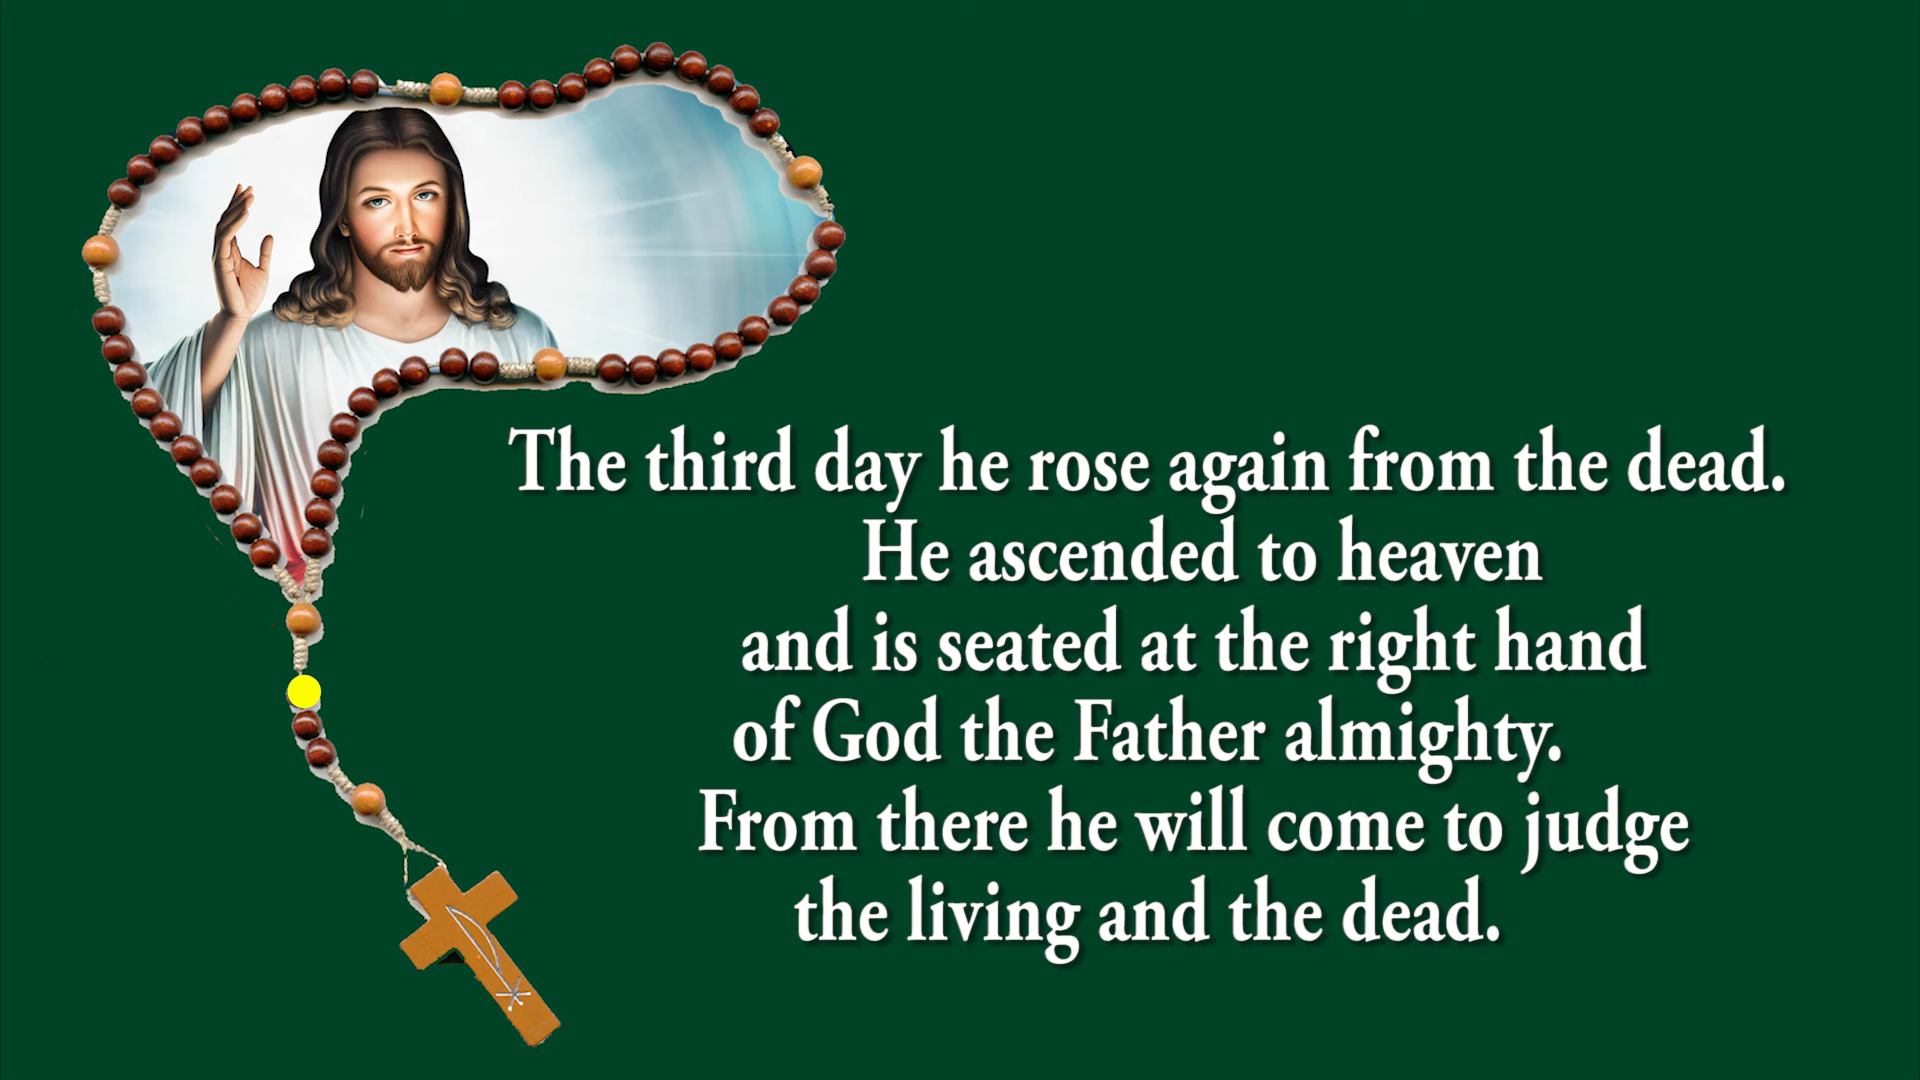 The third day he rose again from the dead.
He ascended to heaven
and is seated at the right hand
of God the Father almighty.
From there he will come to judge
the living and the dead.